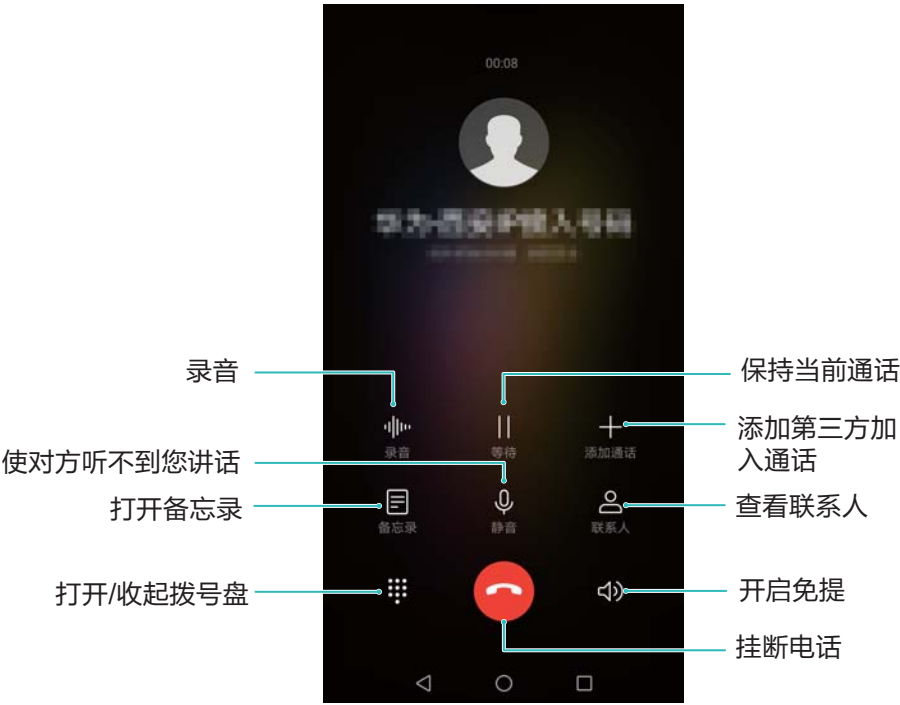 00:08
录音
保持当前通话
添加第三方加
入通话
录音
等待
添加通话
使对方听不到您讲话
打开备忘录
查看联系人
备忘录
静音
联系人
打开/收起拨号盘
开启免提
挂断电话